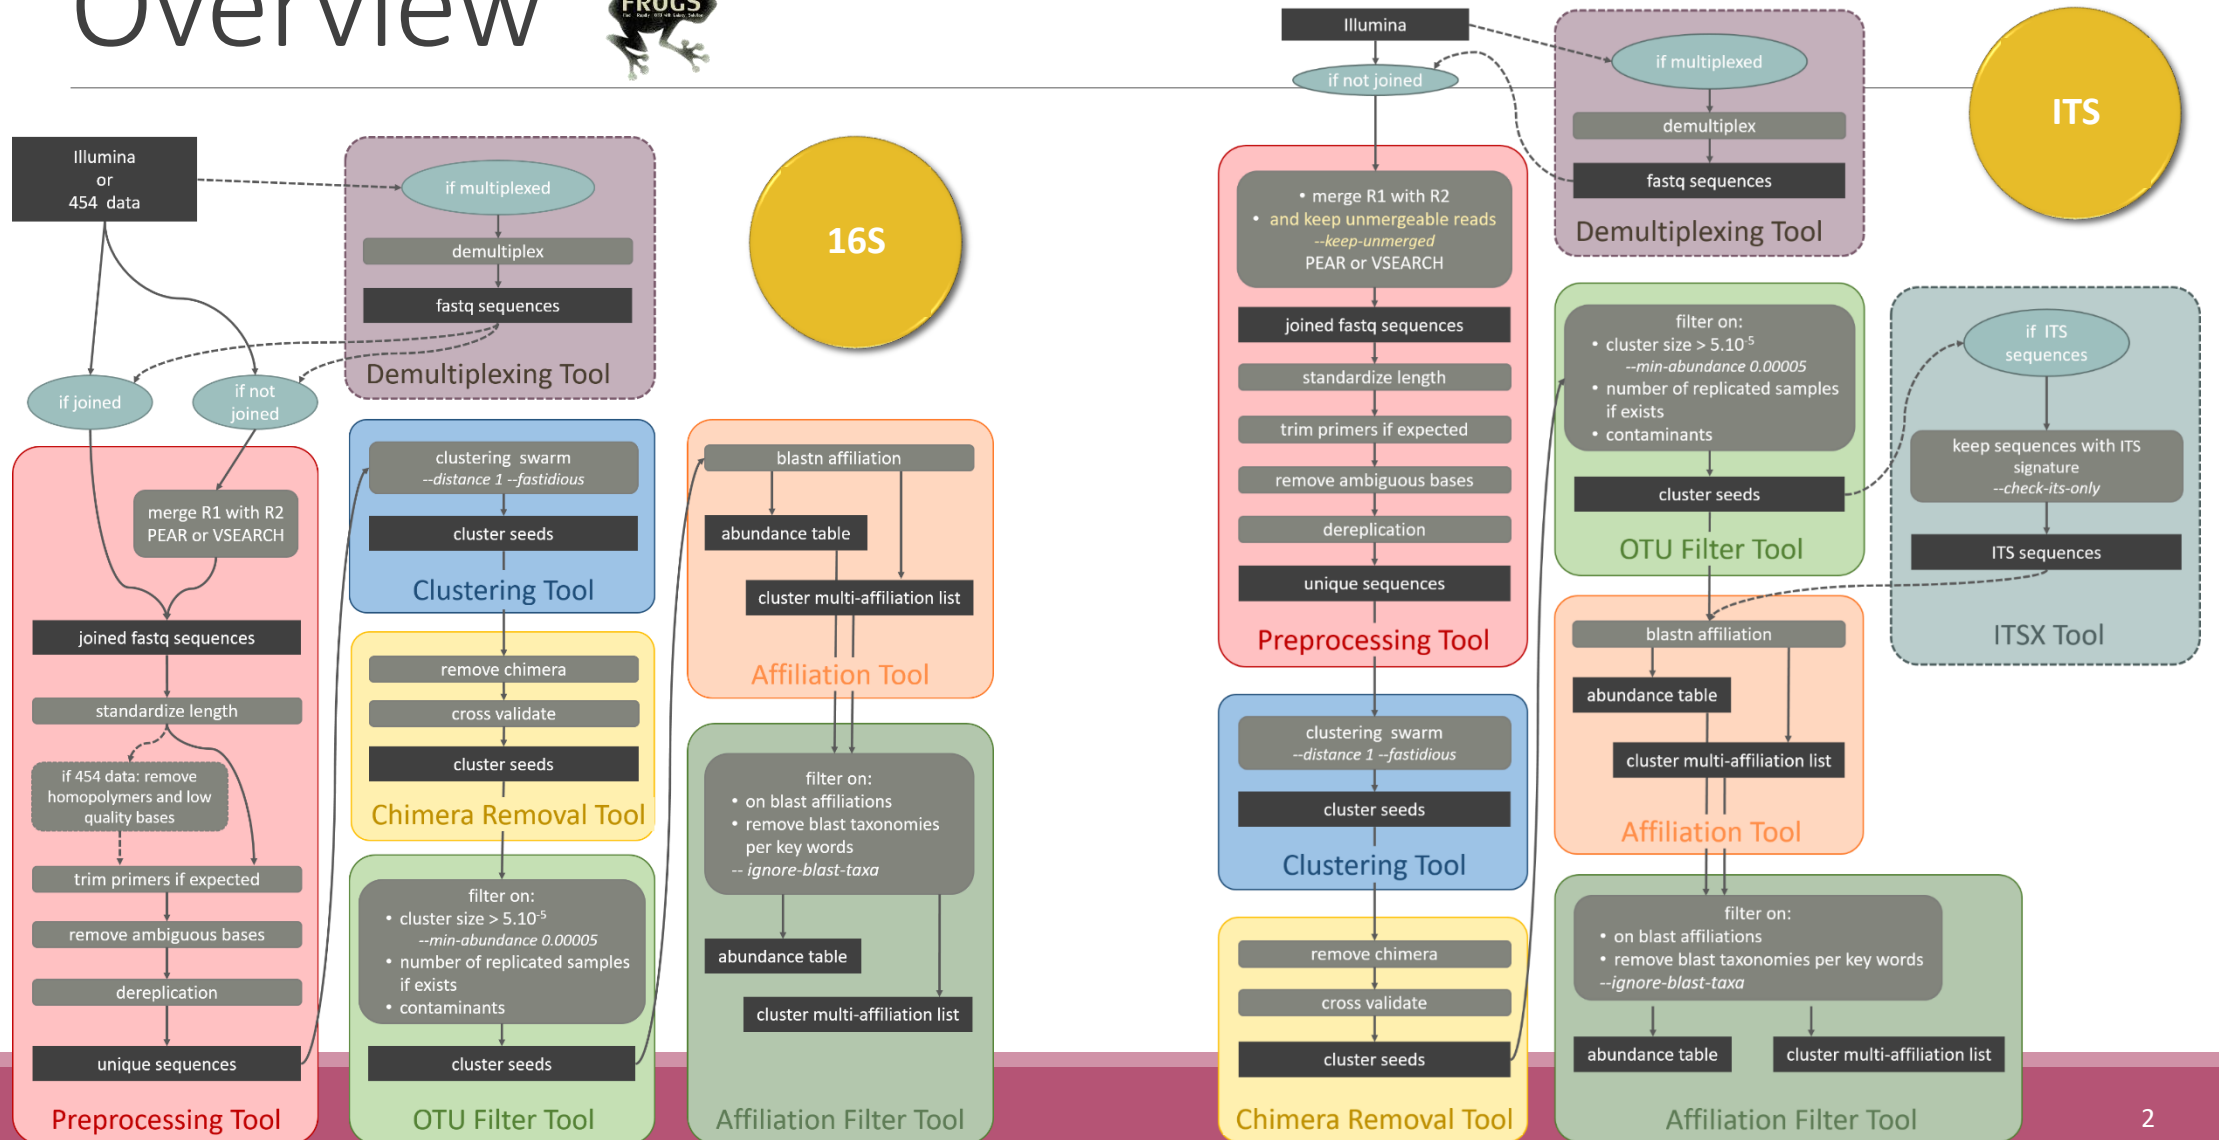 Overview
FROGS
Illumina
or
454 data
if multiplexed
demultiplex
fastq sequences
Demultiplexing Tool
16S
if joined
if not
joined
merge R1 with R2
PEAR or VSEARCH
joined fastq sequences
standardize length
if 454 data: remove
homopolymers and low
quality bases
trim primers if expected
remove ambiguous bases
dereplication
unique sequences
Preprocessing Tool
clustering swarm
--distance 1 --fastidious
cluster seeds
Clustering Tool
remove chimera
cross validate
cluster seeds
Chimera Removal Tool
filter on:
• cluster size > 5.10⁻⁵
--min-abundance 0.00005
• number of replicated samples
if exists
• contaminants
cluster seeds
OTU Filter Tool
blastn affiliation
abundance table
cluster multi-affiliation list
Affiliation Tool
filter on:
• on blast affiliations
• remove blast taxonomies
per key words
-- ignore-blast-taxa
abundance table
cluster multi-affiliation list
Affiliation Filter Tool
Illumina
if not joined
if multiplexed
demultiplex
fastq sequences
Demultiplexing Tool
ITS
• merge R1 with R2
• and keep unmergeable reads
--keep-unmerged
PEAR or VSEARCH
joined fastq sequences
standardize length
trim primers if expected
remove ambiguous bases
dereplication
unique sequences
Preprocessing Tool
clustering swarm
--distance 1 --fastidious
cluster seeds
Clustering Tool
remove chimera
cross validate
cluster seeds
Chimera Removal Tool
filter on:
• cluster size > 5.10⁻⁵
--min-abundance 0.00005
• number of replicated samples
if exists
• contaminants
cluster seeds
OTU Filter Tool
if ITS
sequences
keep sequences with ITS
signature
--check-its-only
ITS sequences
ITSX Tool
blastn affiliation
abundance table
cluster multi-affiliation list
Affiliation Tool
filter on:
• on blast affiliations
• remove blast taxonomies per key words
--ignore-blast-taxa
abundance table
cluster multi-affiliation list
Affiliation Filter Tool
2